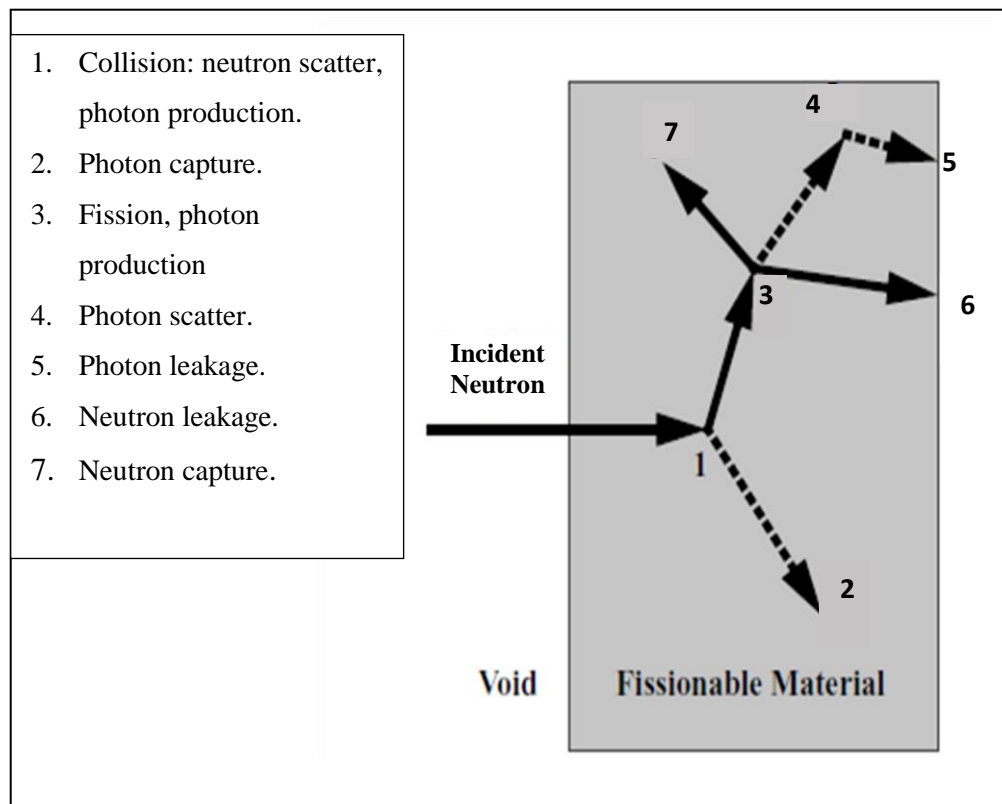 1. Collision: neutron scatter,
photon production.
2. Photon capture.
3. Fission, photon
production
4. Photon scatter.
5. Photon leakage.
6. Neutron leakage.
7. Neutron capture.
4
7
5
3
6
Incident
Neutron
1
2
Void
Fissionable Material